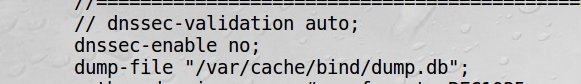 //==================================================
// dnssec-validation auto;
dnssec-enable no;
dump-file "/var/cache/bind/dump.db";